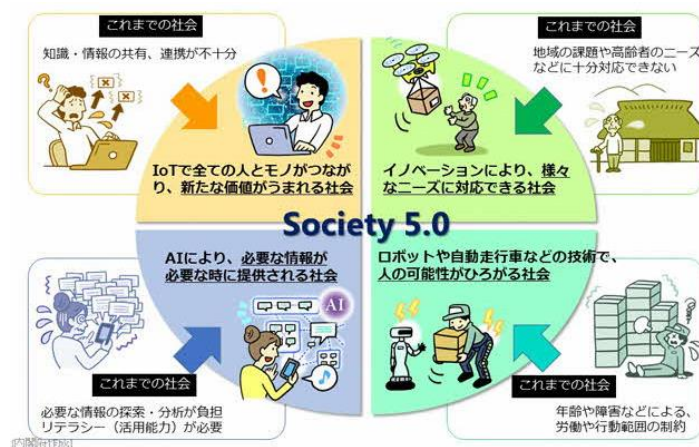 これまでの社会
知識・情報の共有、連携が不十分
IoTで全ての人とモノがつなが
り、新たな価値がうまれる社会
これまでの社会
地域の課題や高齢者のニーズ
などに十分対応できない
イノベーションにより、様々
なニーズに対応できる社会
Society 5.0
AIにより、必要な情報が
必要な時に提供される社会
AI
これまでの社会
必要な情報の探索・分析が負担
リテラシー（活用能力）が必要
ロボットや自動走行車などの技術で、
人の可能性がひろがる社会
これまでの社会
年齢や障害などによる、
労働や行動範囲の制約